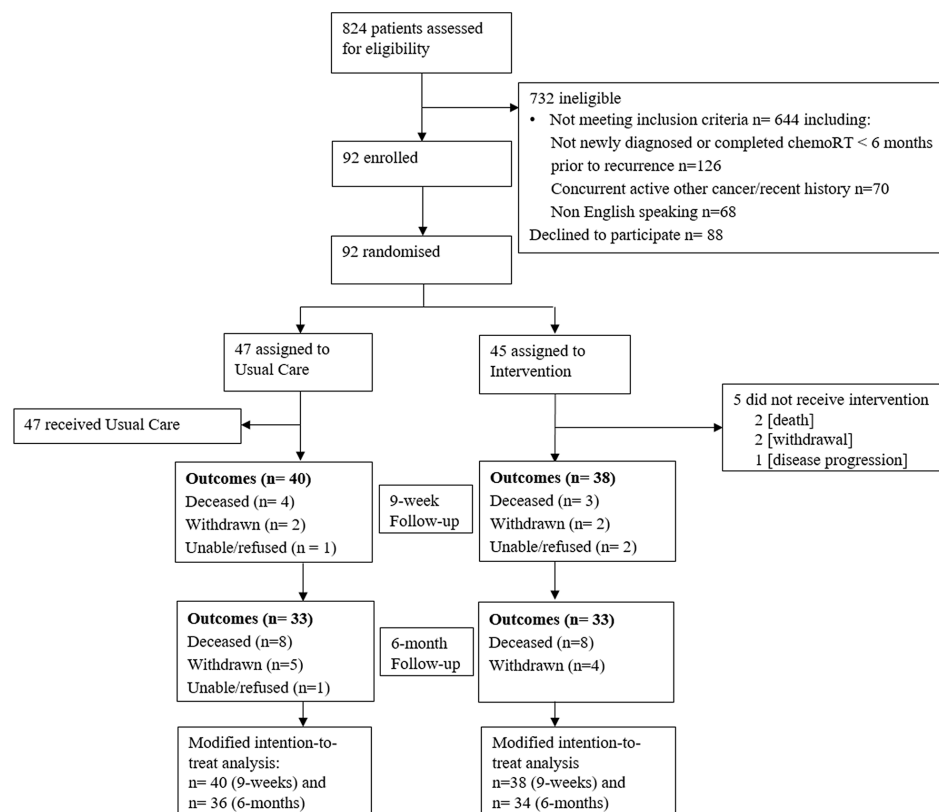 824 patients assessed
for eligibility
732 ineligible
• Not meeting inclusion criteria n= 644 including:
Not newly diagnosed or completed chemoRT < 6 months
prior to recurrence n=126
Concurrent active other cancer/recent history n=70
Non English speaking n=68
Declined to participate n= 88
92 enrolled
92 randomised
47 assigned to
Usual Care
45 assigned to
Intervention
47 received Usual Care
5 did not receive intervention
2 [death]
2 [withdrawal]
1 [disease progression]
Outcomes (n= 40)
Deceased (n= 4)
Withdrawn (n= 2)
Unable/refused (n = 1)
9-week
Follow-up
Outcomes (n= 38)
Deceased (n= 3)
Withdrawn (n= 2)
Unable/refused (n= 2)
Outcomes (n= 33)
Deceased (n=8)
Withdrawn (n=5)
Unable/refused (n=1)
6-month
Follow-up
Outcomes (n= 33)
Deceased (n=8)
Withdrawn (n=4)
Modified intention-to-
treat analysis:
n= 40 (9-weeks) and
n= 36 (6-months)
Modified intention-to-
treat analysis
n=38 (9-weeks) and
n= 34 (6-months)